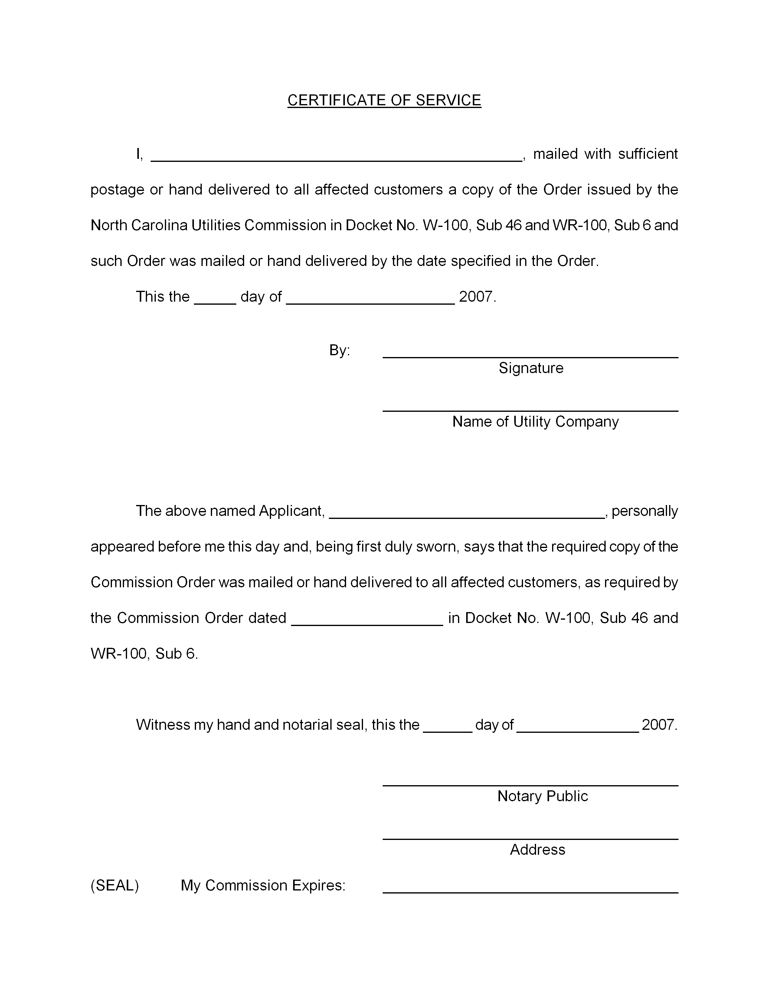 CERTIFICATE OF SERVICE
I, ______________________________________________, mailed with sufficient
postage or hand delivered to all affected customers a copy of the Order issued by the
North Carolina Utilities Commission in Docket No. W-100, Sub 46 and WR-100, Sub 6 and
such Order was mailed or hand delivered by the date specified in the Order.
This the _____ day of ____________________ 2007.
By: ___________________________________
Signature
___________________________________
Name of Utility Company
The above named Applicant, __________________________________, personally
appeared before me this day and, being first duly sworn, says that the required copy of the
Commission Order was mailed or hand delivered to all affected customers, as required by
the Commission Order dated __________________ in Docket No. W-100, Sub 46 and
WR-100, Sub 6.
Witness my hand and notarial seal, this the ______ day of _______________ 2007.
___________________________________
Notary Public
___________________________________
Address
(SEAL) My Commission Expires: ___________________________________